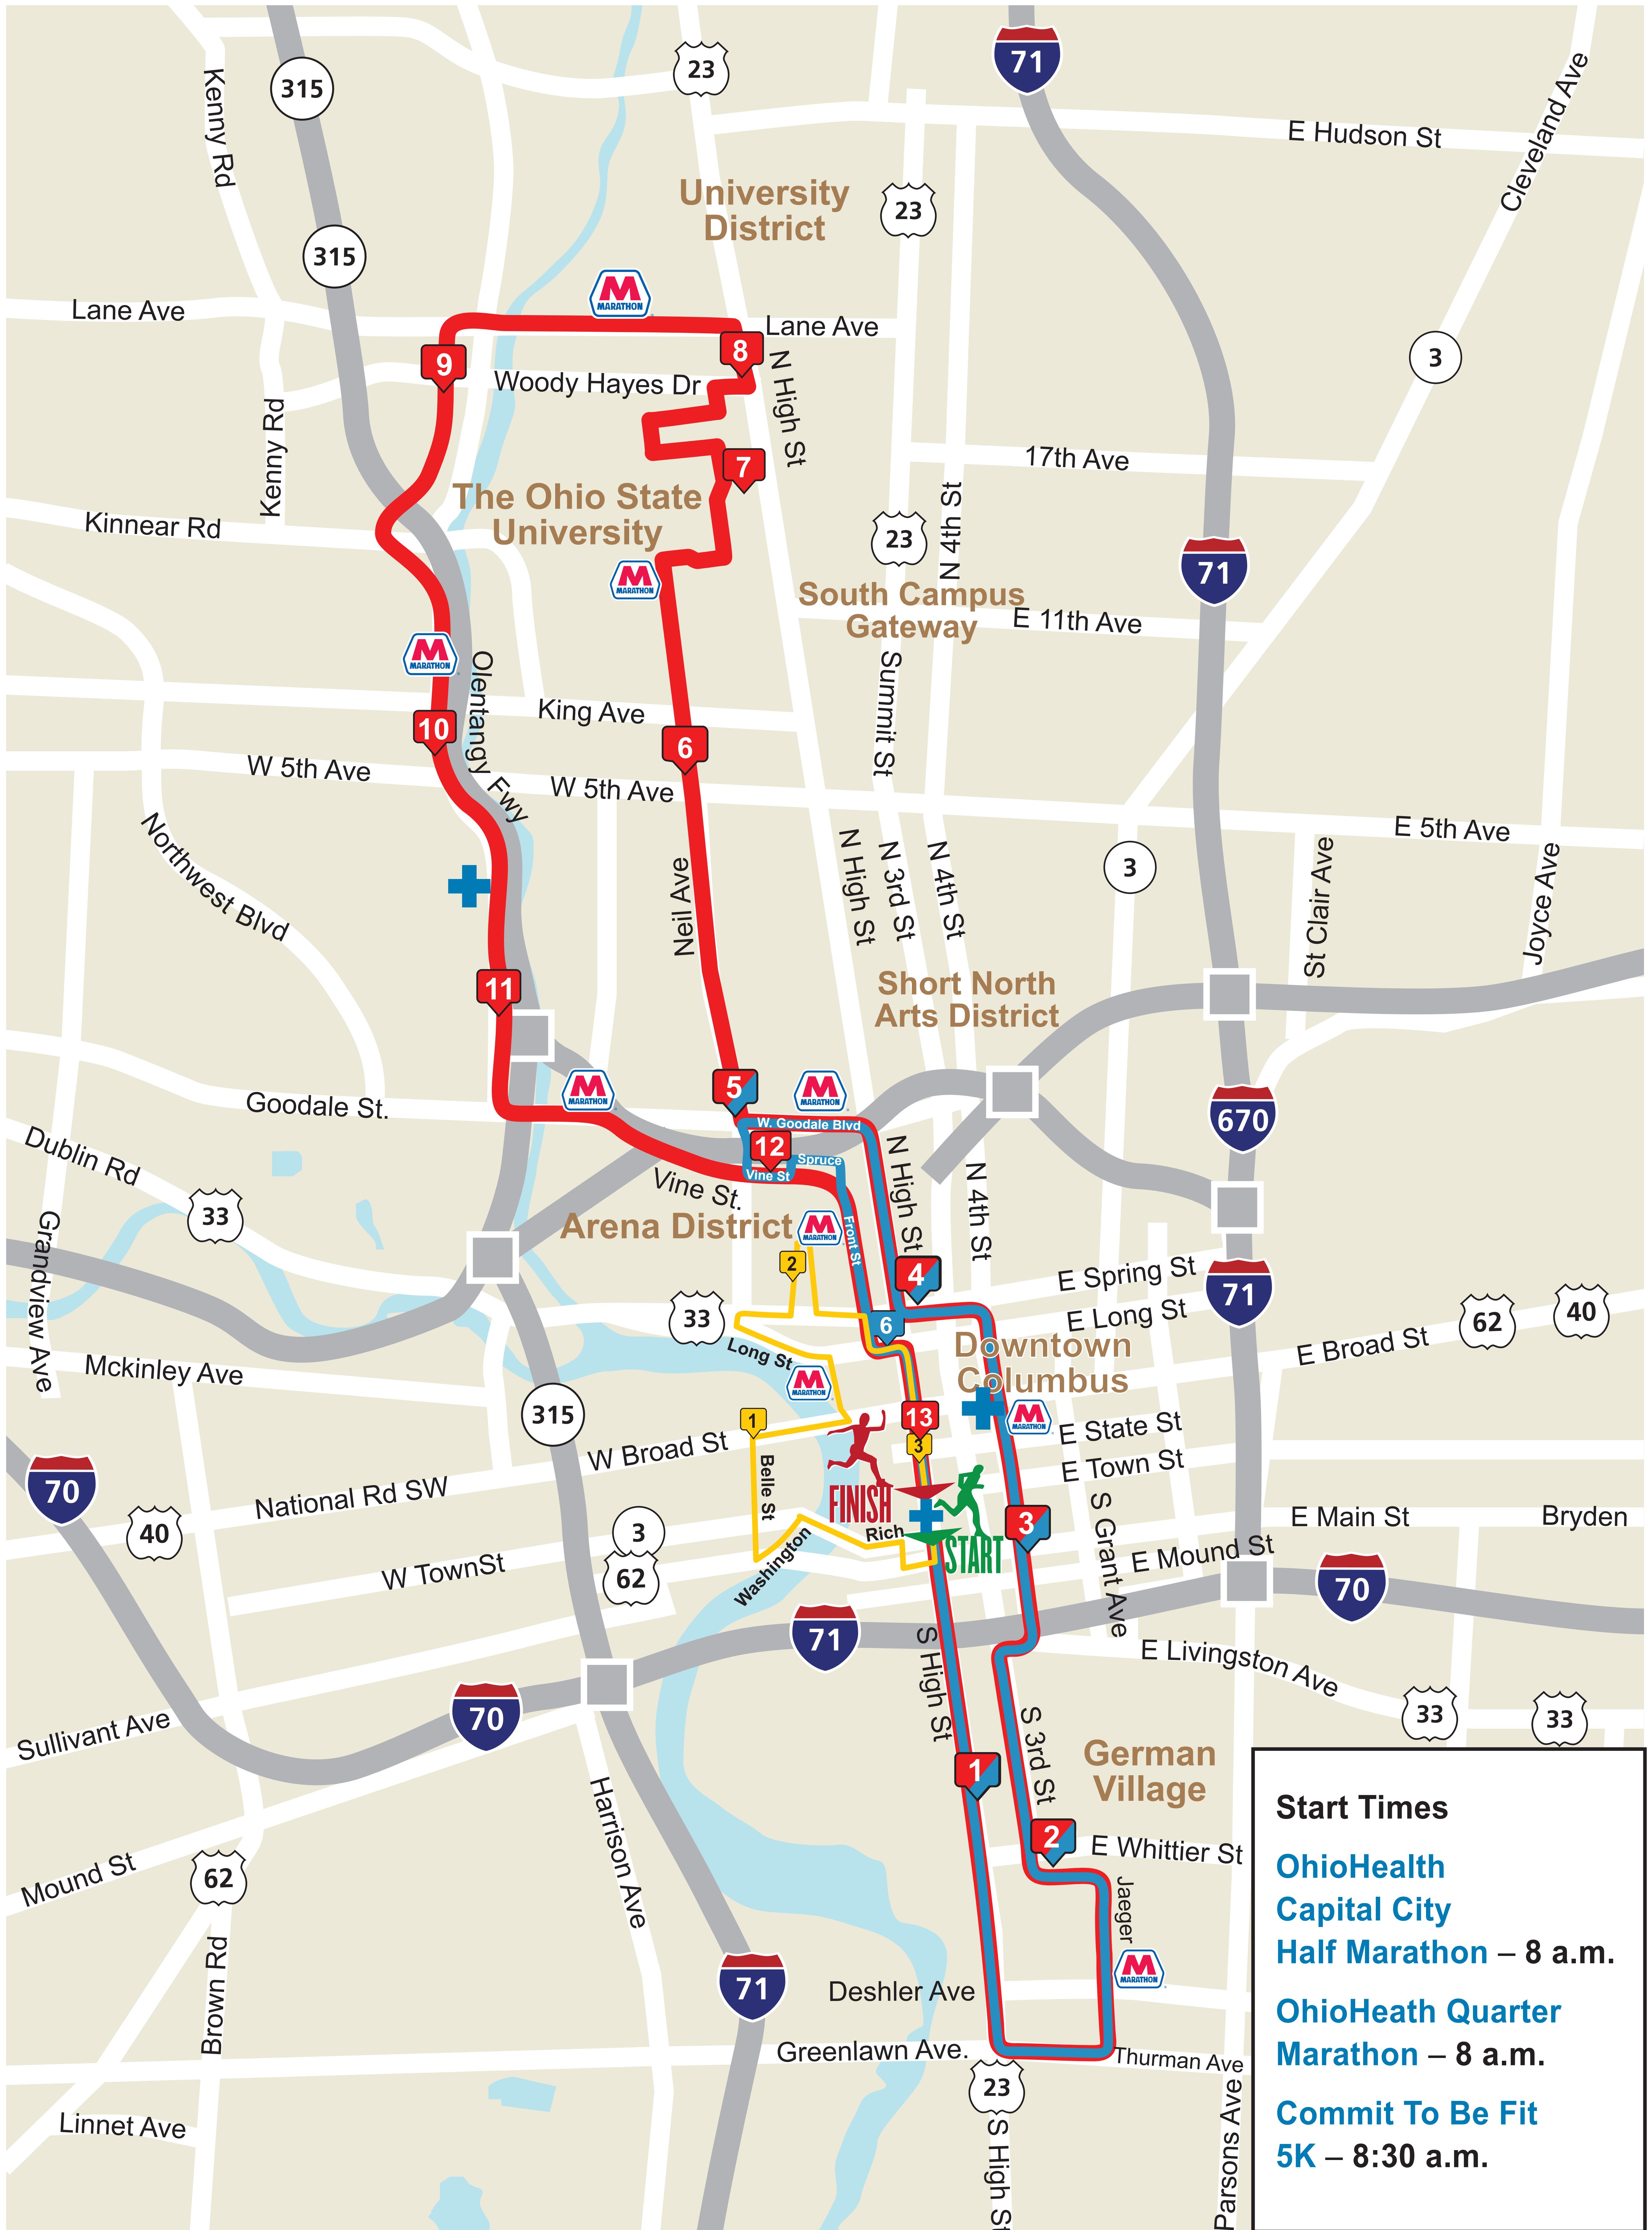 23
71
315
Kenny Rd
E Hudson St
Cleveland Ave
University
District
23
315
M
MARATHON
Lane Ave
Lane Ave
8
9
3
Woody Hayes Dr
N High St
Kenny Rd
7
17th Ave
The Ohio State
University
Kinnear Rd
23
N 4th St
71
M
MARATHON
South Campus
Gateway
E 11th Ave
M
MARATHON
Olentangy Fwy
Summit St
King Ave
10
6
W 5th Ave
W 5th Ave
E 5th Ave
Northwest Blvd
Neil Ave
N High St
N 3rd St
N 4th St
3
St Clair Ave
Joyce Ave
11
Short North
Arts District
M
MARATHON
5
M
MARATHON
Goodale St.
W. Goodale Blvd
670
12
Spruce
Vine St
Dublin Rd
Vine St.
N High St
N 4th St
33
Arena District
M
MARATHON
Front St
Grandview Ave
2
4
E Spring St
71
33
6
E Long St
62
40
Downtown
Columbus
E Broad St
Long St
Mckinley Ave
M
MARATHON
315
1
13
M
MARATHON
E State St
W Broad St
3
E Town St
70
National Rd SW
Belle St
FINISH
40
3
Rich
START
3
S Grant Ave
E Main St
Bryden
W TownSt
62
Washington
E Mound St
70
71
S High St
E Livingston Ave
70
Sullivant Ave
33
33
S 3rd St
German
Village
1
Harrison Ave
2
E Whittier St
Mound St
62
Jaeger
M
MARATHON
71
Deshler Ave
Brown Rd
Greenlawn Ave.
Thurman Ave
23
Linnet Ave
S High St
Parsons Ave
Start Times
OhioHealth
Capital City
Half Marathon – 8 a.m.
OhioHeath Quarter
Marathon – 8 a.m.
Commit To Be Fit
5K – 8:30 a.m.